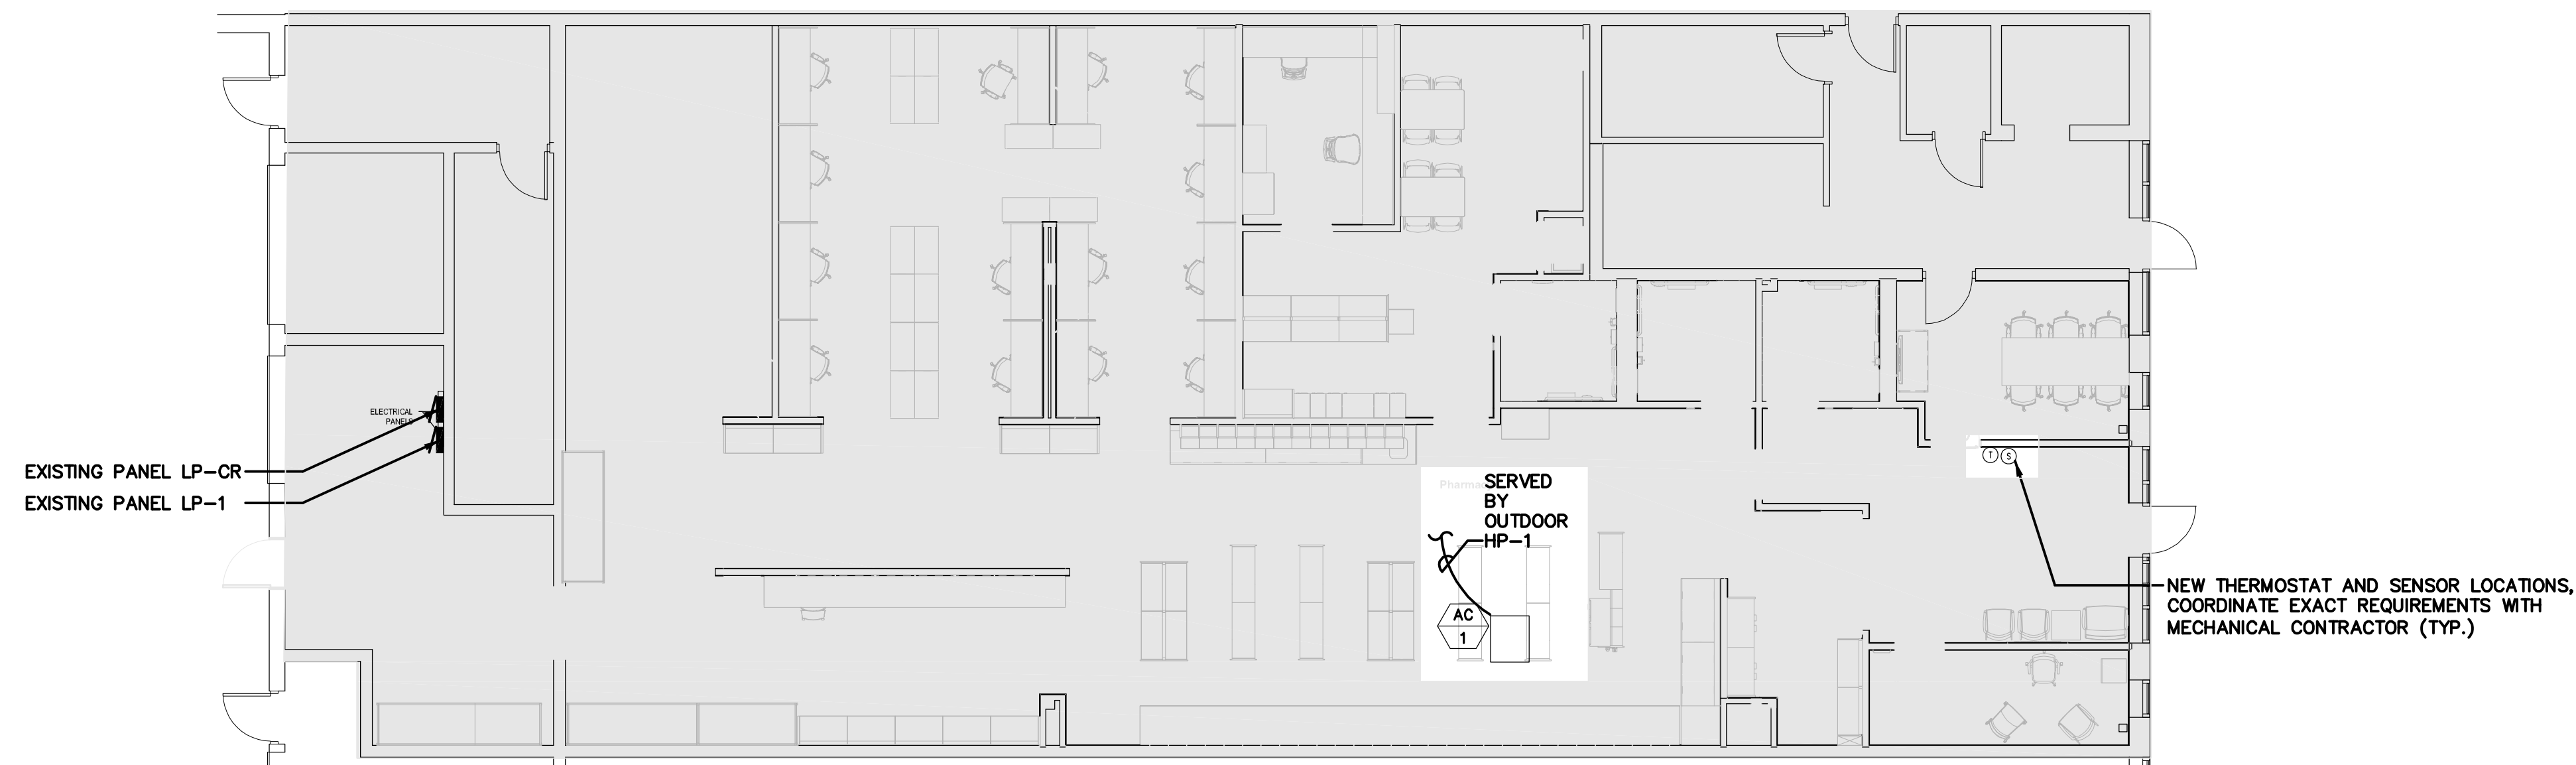 ELECTRICAL
PANELS
EXISTING PANEL LP-CR
EXISTING PANEL LP-1
SERVED
BY
OUTDOOR
HP-1
AC
1
T S
NEW THERMOSTAT AND SENSOR LOCATIONS,
COORDINATE EXACT REQUIREMENTS WITH
MECHANICAL CONTRACTOR (TYP.)